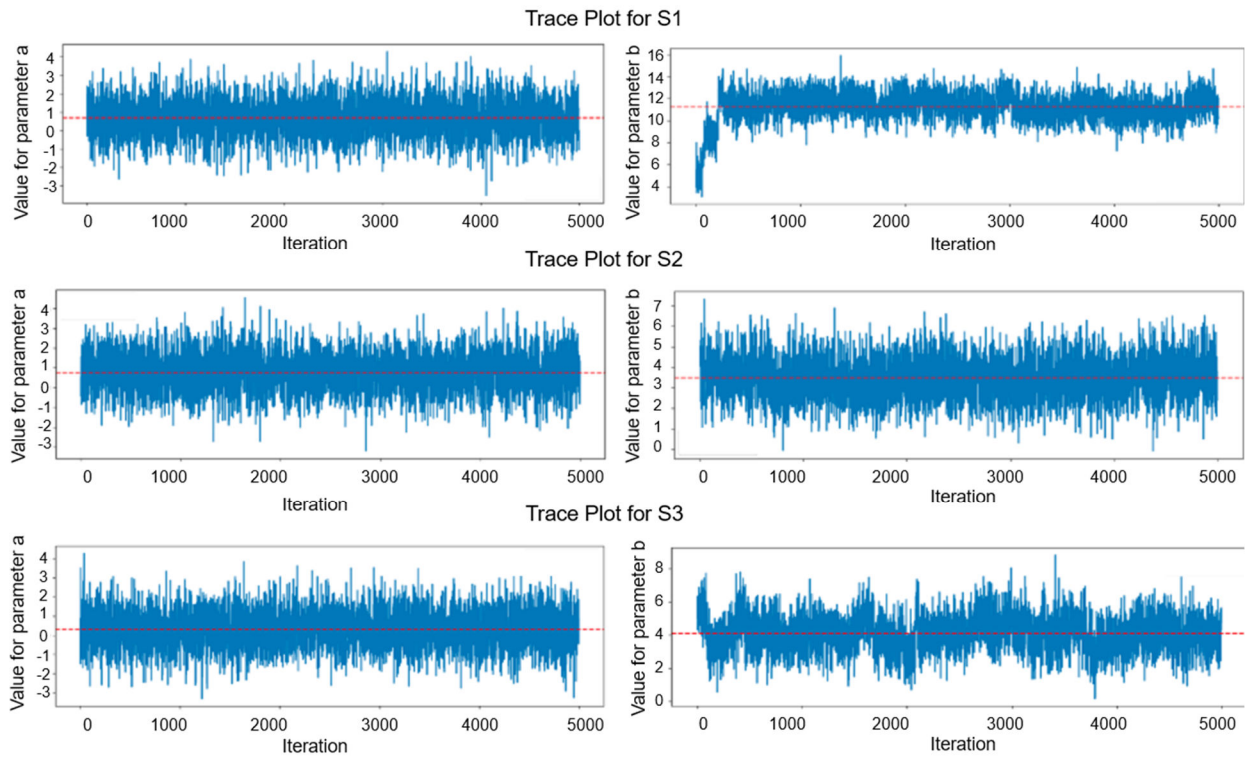 Trace Plot for S1
Value for parameter a
4
3
2
1
0
-1
-2
-3
0 1000 2000 3000 4000 5000
Iteration
Value for parameter b
16
14
12
10
8
6
4
0 1000 2000 3000 4000 5000
Iteration
Trace Plot for S2
Value for parameter a
4
3
2
1
0
-1
-2
-3
0 1000 2000 3000 4000 5000
Iteration
Value for parameter b
7
6
5
4
3
2
1
0
0 1000 2000 3000 4000 5000
Iteration
Trace Plot for S3
Value for parameter a
4
3
2
1
0
-1
-2
-3
0 1000 2000 3000 4000 5000
Iteration
Value for parameter b
8
6
4
2
0
0 1000 2000 3000 4000 5000
Iteration